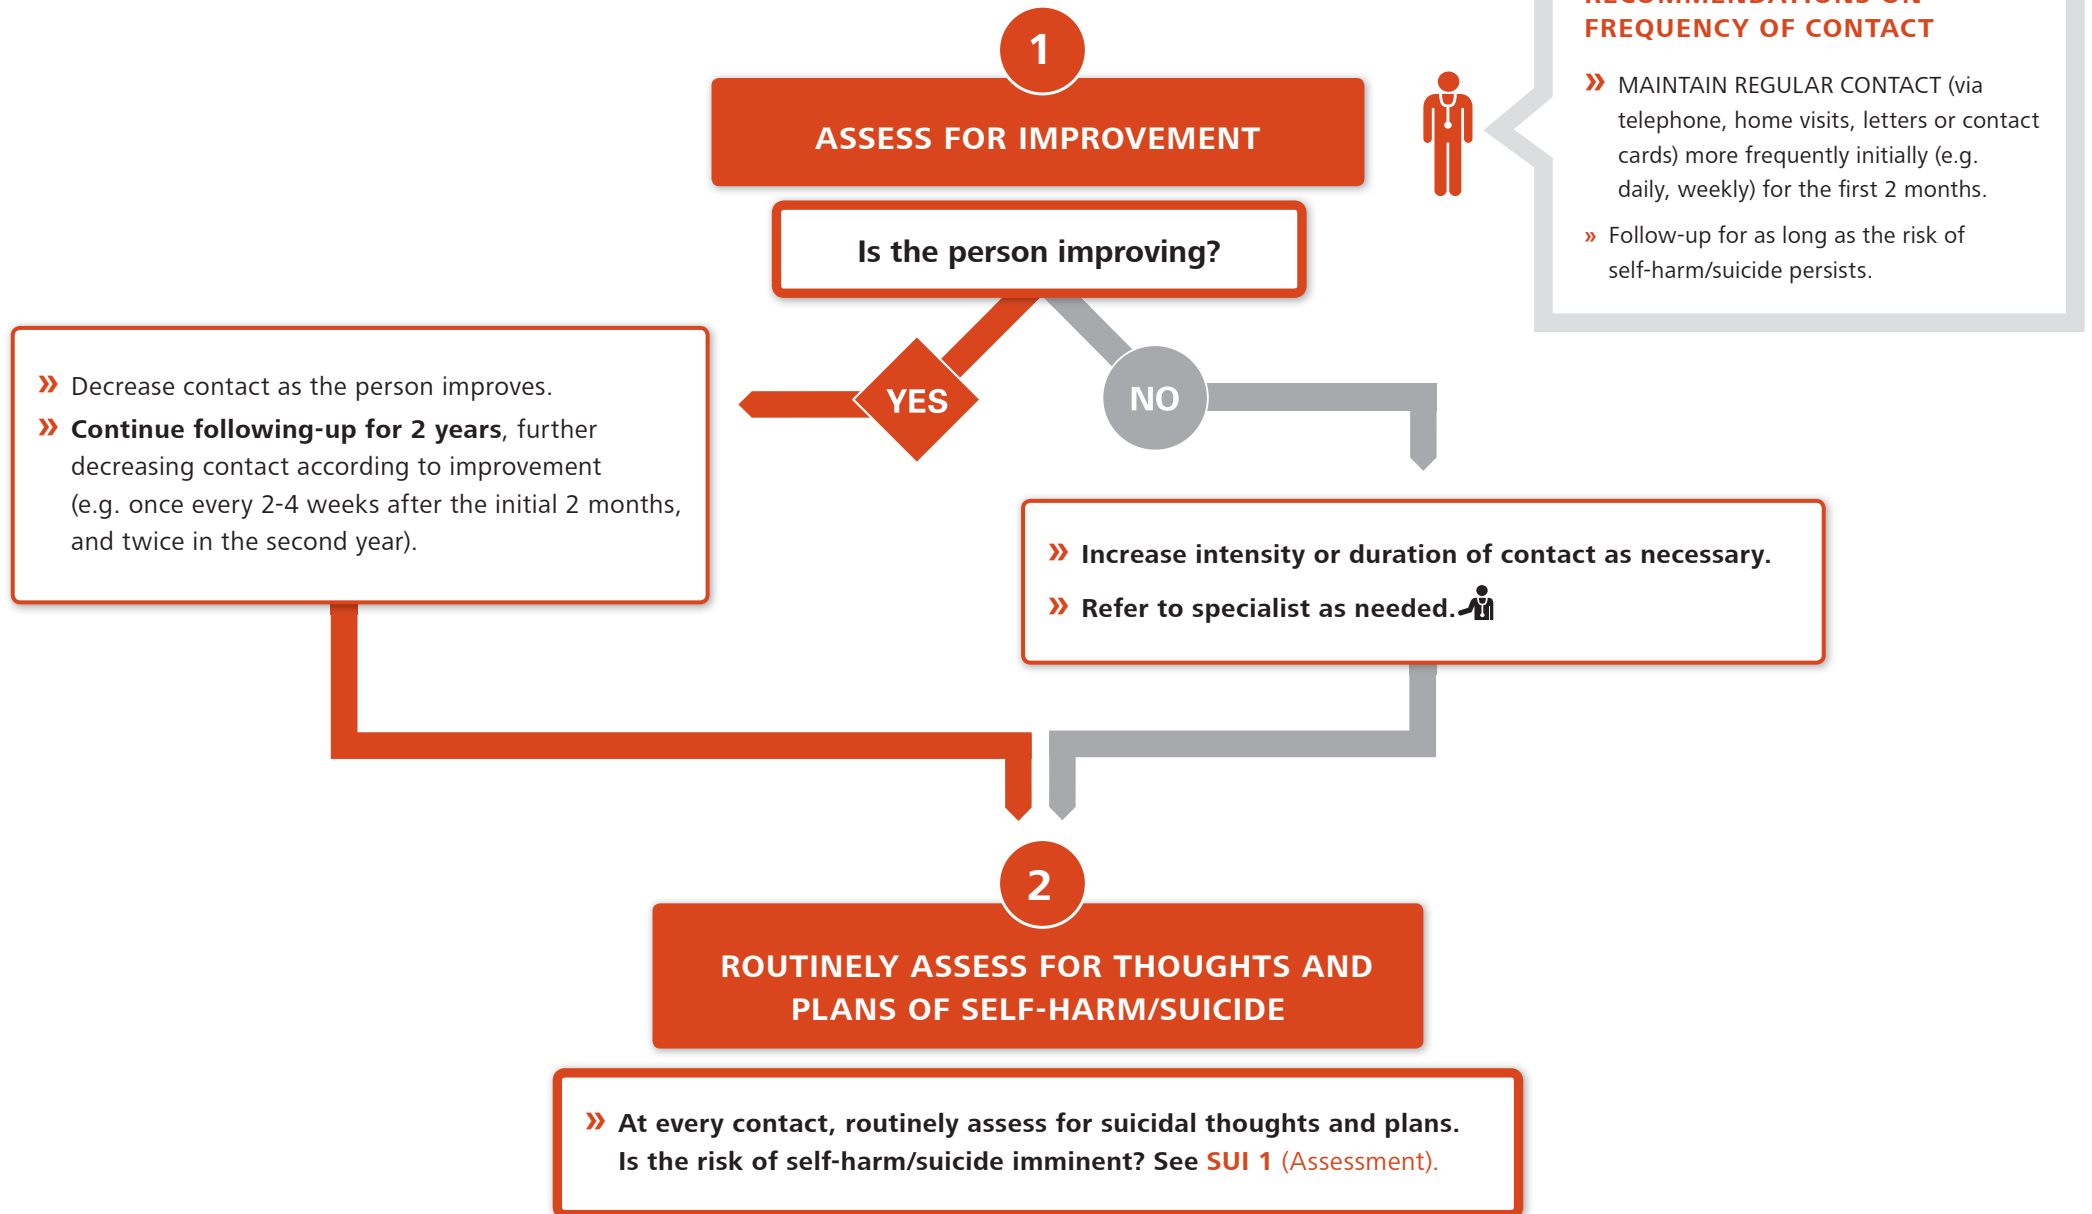 RECOMMENDATIONS ON
FREQUENCY OF CONTACT
» MAINTAIN REGULAR CONTACT (via
telephone, home visits, letters or contact
cards) more frequently initially (e.g.
daily, weekly) for the first 2 months.
» Follow-up for as long as the risk of
self-harm/suicide persists.
1
ASSESS FOR IMPROVEMENT
Is the person improving?
YES
NO
» Decrease contact as the person improves.
» Continue following-up for 2 years, further
decreasing contact according to improvement
(e.g. once every 2-4 weeks after the initial 2 months,
and twice in the second year).
» Increase intensity or duration of contact as necessary.
» Refer to specialist as needed.
2
ROUTINELY ASSESS FOR THOUGHTS AND
PLANS OF SELF-HARM/SUICIDE
» At every contact, routinely assess for suicidal thoughts and plans.
Is the risk of self-harm/suicide imminent? See SUI 1 (Assessment).